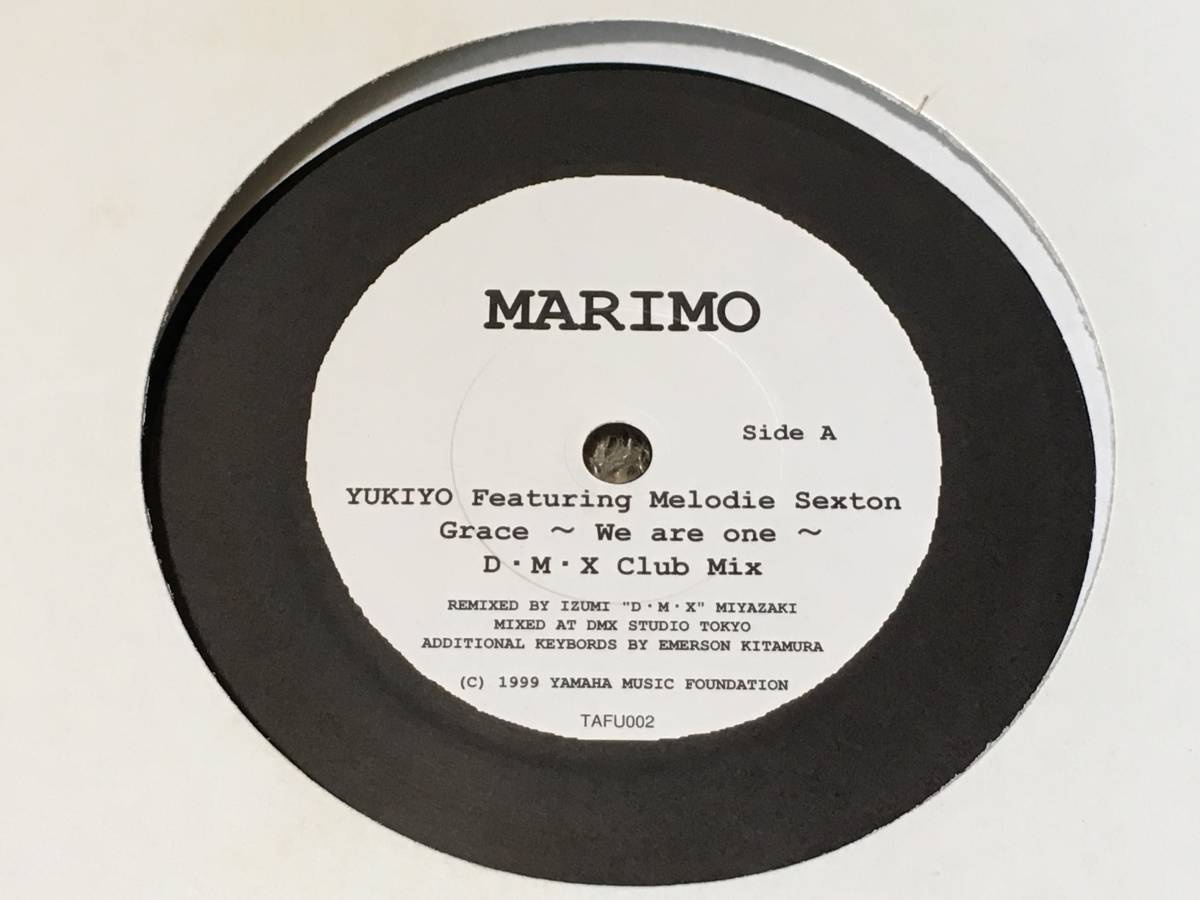 MARIMO
Side A
YUKIYO Featuring Melodie Sexton
Grace ～ We are one ～
D・M・X Club Mix
REMIXED BY IZUMI "D・M・X" MIYAZAKI
MIXED AT DMX STUDIO TOKYO
ADDITIONAL KEYBORDS BY EMERSON KITAMURA
(C) 1999 YAMAHA MUSIC FOUNDATION
TAFU002